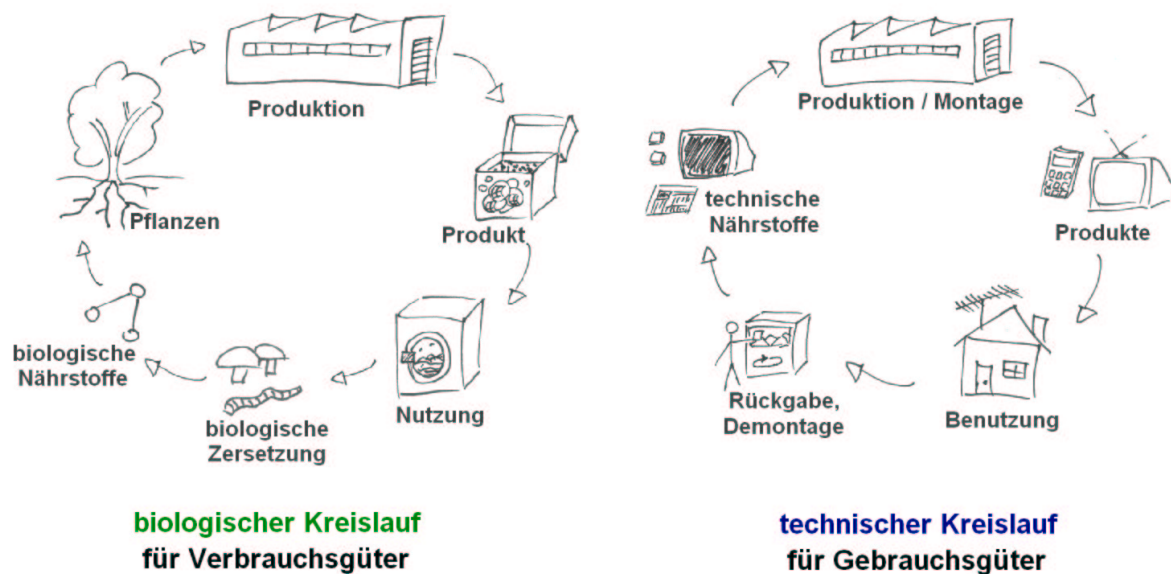 Produktion
Produkt
Nutzung
biologische
Zersetzung
biologische
Nährstoffe
Pflanzen
biologischer Kreislauf
für Verbrauchsgüter
Produktion / Montage
Produkte
Benutzung
Rückgabe,
Demontage
technische
Nährstoffe
technischer Kreislauf
für Gebrauchsgüter